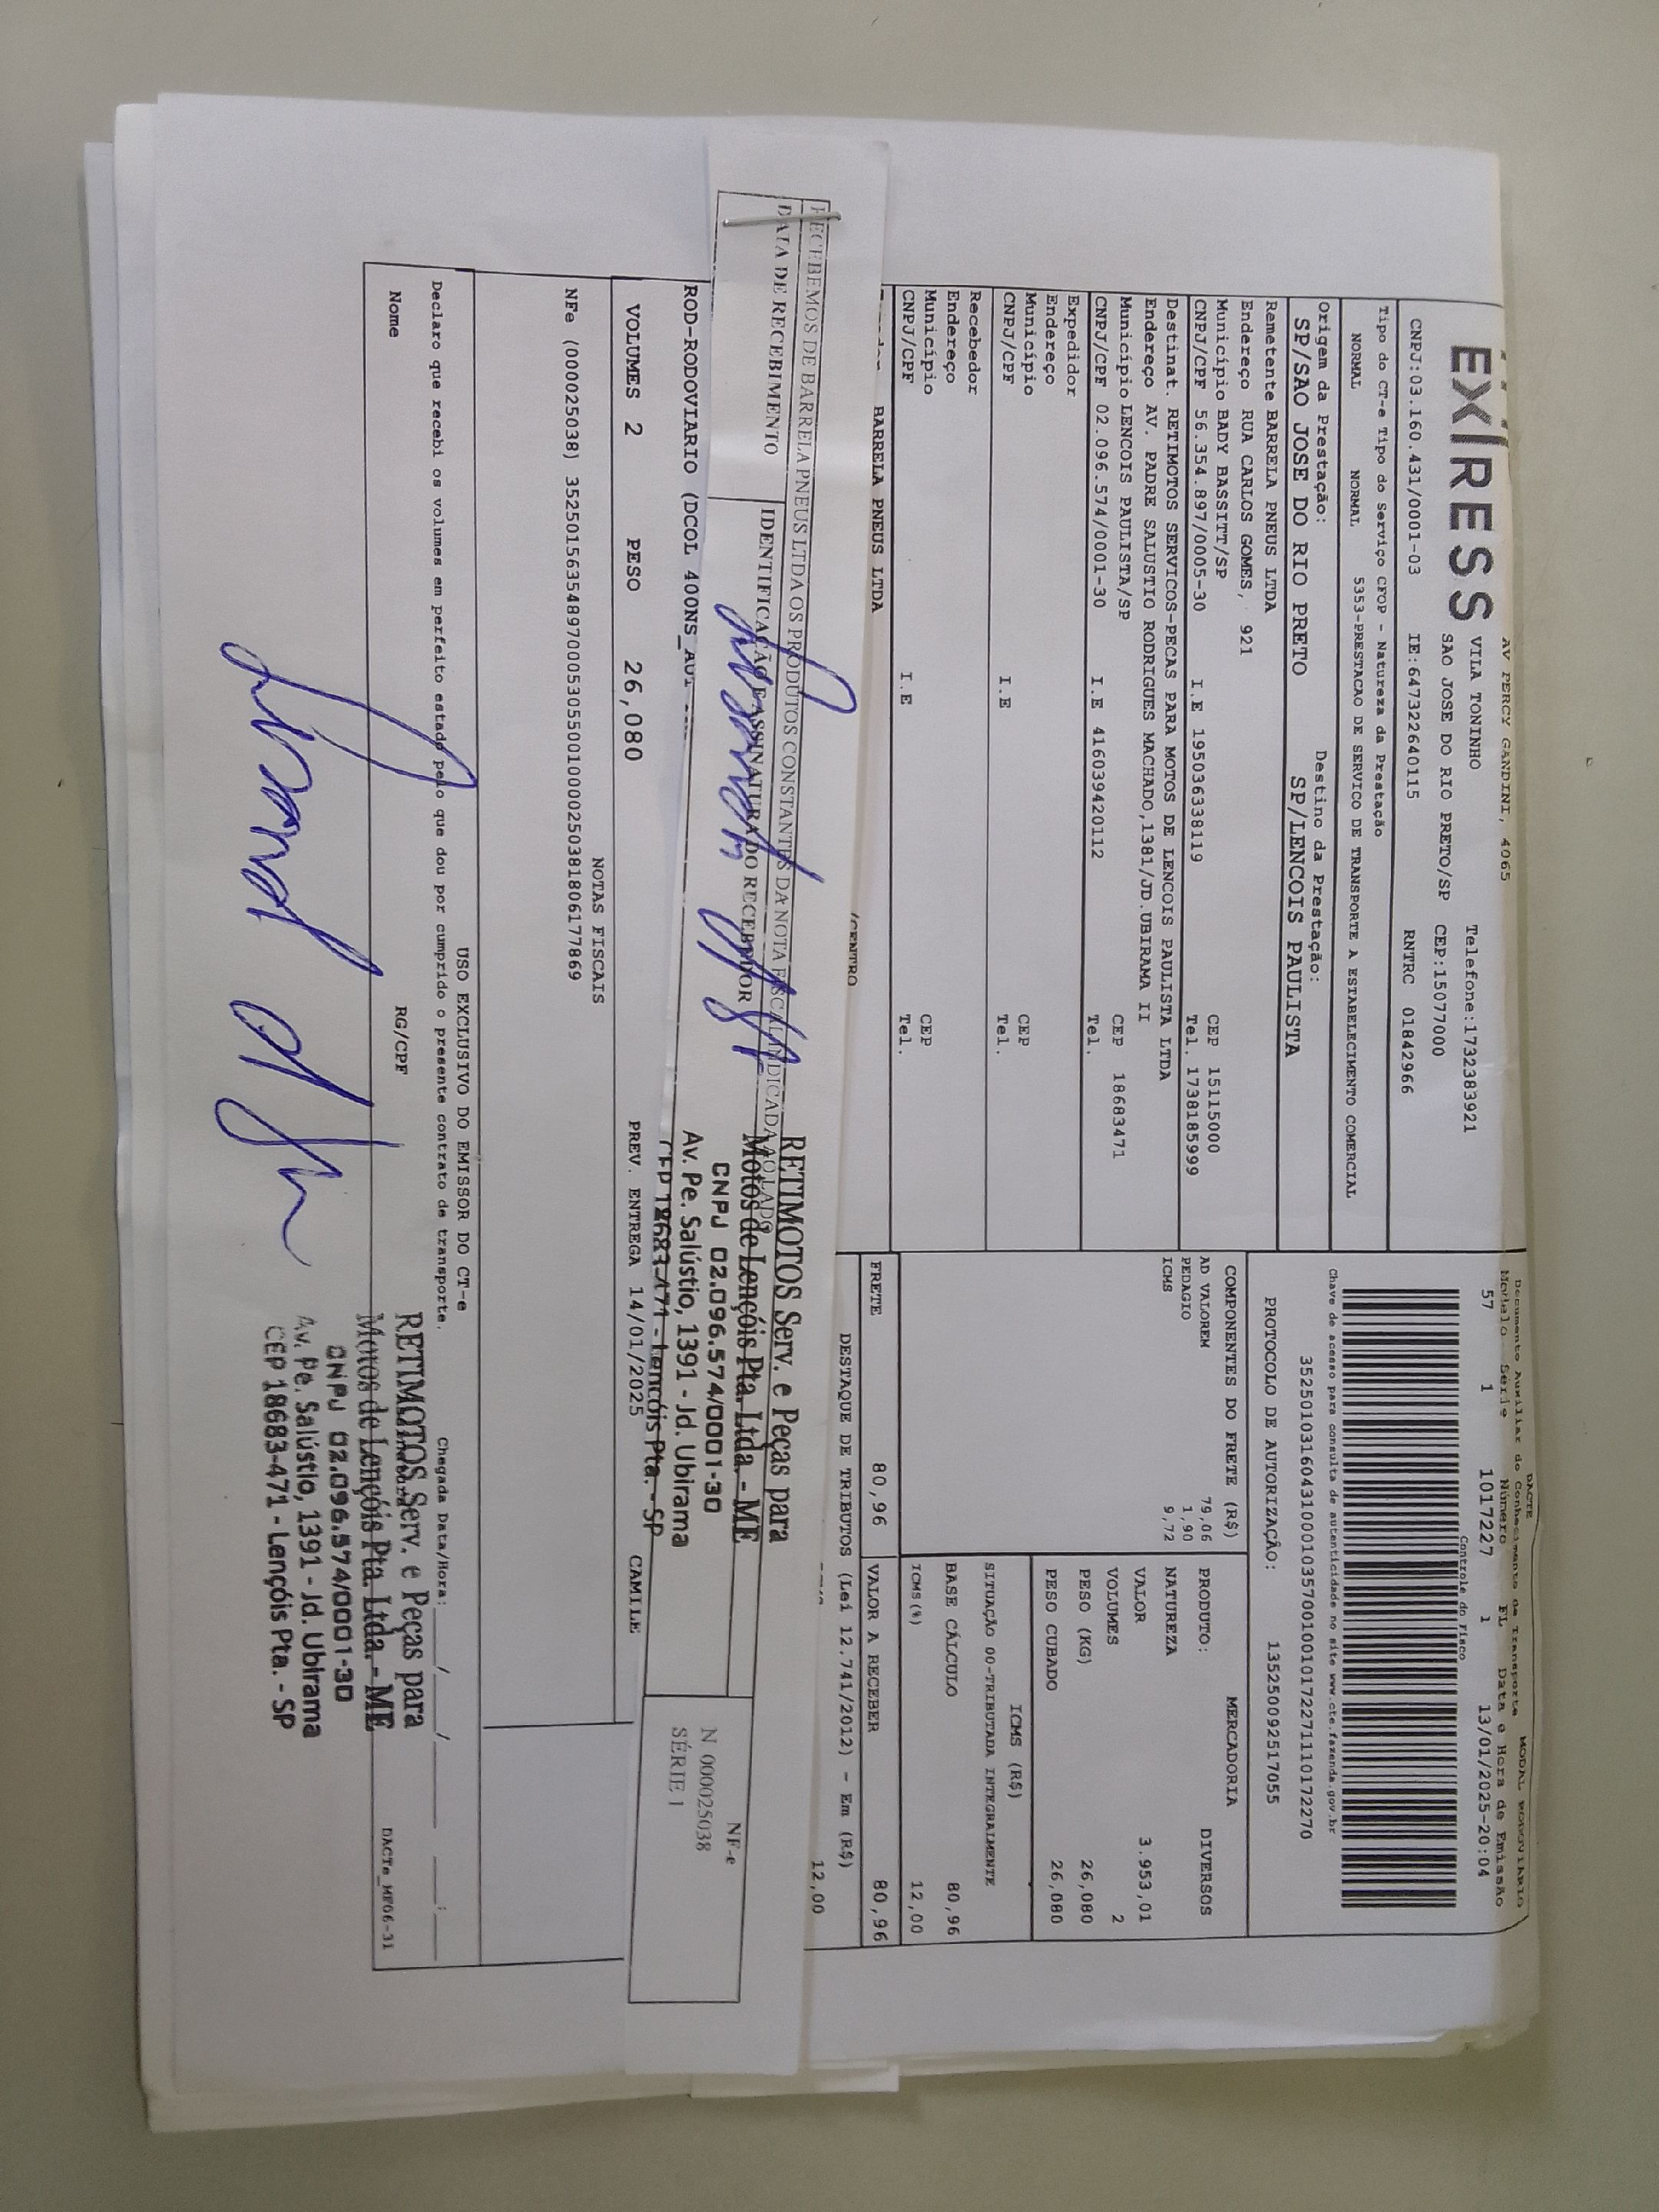 EXPRESS
AV PERCY GANDINI, 4065
VILA TONINHO
SAO JOSE DO RIO PRETO/SP
Telefone:1732383921
CEP:15077000
CNPJ:03.160.431/0001-03 IE:647322640115 RNTRC 01842966
Tipo do CT-e Tipo do Serviço CFOP - Natureza da Prestação
NORMAL NORMAL 5353-PRESTACAO DE SERVICO DE TRANSPORTE A ESTABELECIMENTO COMERCIAL
Origem da Prestação: Destino da Prestação:
SP/SAO JOSE DO RIO PRETO SP/LENCOIS PAULISTA
Remetente BARRELA PNEUS LTDA
Endereço RUA CARLOS GOMES, 921
Município BADY BASSITT/SP CEP 15115000
CNPJ/CPF 56.354.897/0005-30 I.E 195036338119 Tel. 1738185999
Destinat. RETIMOTOS SERVICOS-PECAS PARA MOTOS DE LENCOIS PAULISTA LTDA
Endereço AV. PADRE SALUSTIO RODRIGUES MACHADO,1381/JD.UBIRAMA II
Município LENCOIS PAULISTA/SP CEP 18683471
CNPJ/CPF 02.096.574/0001-30 I.E 416039420112 Tel.
Expedidor
Endereço
Município CEP
CNPJ/CPF I.E Tel.
Recebedor
Endereço
Município CEP
CNPJ/CPF I.E Tel.
BARRELA PNEUS LTDA
/CENTRO
DACTE MODAL RODOVIÁRIO
Documento Auxiliar do Conhecimento de Transporte
Modelo Série Número FL Data e Hora de Emissão
57 1 1017227 1 13/01/2025-20:04
Controle do Fisco
Chave de acesso para consulta de autenticidade no site www.cte.fazenda.gov.br
35250103160431000103570010010172271110172270
PROTOCOLO DE AUTORIZAÇÃO: 135250092517055
COMPONENTES DO FRETE (R$)
AD VALOREM 79,06
PEDAGIO 1,90
ICMS 9,72
MERCADORIA
PRODUTO: DIVERSOS
NATUREZA
VALOR 3.953,01
VOLUMES 2
PESO (KG) 26,080
PESO CUBADO 26,080
ICMS (R$)
SITUAÇÃO 00-TRIBUTADA INTEGRALMENTE
BASE CÁLCULO 80,96
ICMS(%) 12,00
FRETE 80,96 VALOR A RECEBER 80,96
DESTAQUE DE TRIBUTOS (Lei 12.741/2012) - Em (R$)
12,00
RECEBEMOS DE BARRELA PNEUS LTDA OS PRODUTOS CONSTANTES DA NOTA FISCAL INDICADA AO LADO
DATA DE RECEBIMENTO IDENTIFICAÇÃO E ASSINATURA DO RECEBEDOR
NF-e
N 000025038
SÉRIE 1
RETIMOTOS Serv. e Peças para
Motos de Lençóis Pta. Ltda. - ME
CNPJ 02.096.574/0001-30
Av. Pe. Salústio, 1391 - Jd. Ubirama
CEP 18683-471 - Lençóis Pta. - SP
ROD-RODOVIARIO (DCOL 400NS_AUT
VOLUMES 2 PESO 26,080 PREV. ENTREGA 14/01/2025 CAMILE
NOTAS FISCAIS
NFe (000025038) 35250156354897000530550010000250381806177869
USO EXCLUSIVO DO EMISSOR DO CT-e
Declaro que recebi os volumes em perfeito estado pelo que dou por cumprido o presente contrato de transporte. Chegada Data/Hora: ____/____/____ ____:____
Nome RG/CPF
RETIMOTOS Serv. e Peças para
Motos de Lençóis Pta. Ltda. - ME
CNPJ 02.096.574/0001-30
Av. Pe. Salústio, 1391 - Jd. Ubirama
CEP 18683-471 - Lençóis Pta. - SP
DACTe_MF06-31